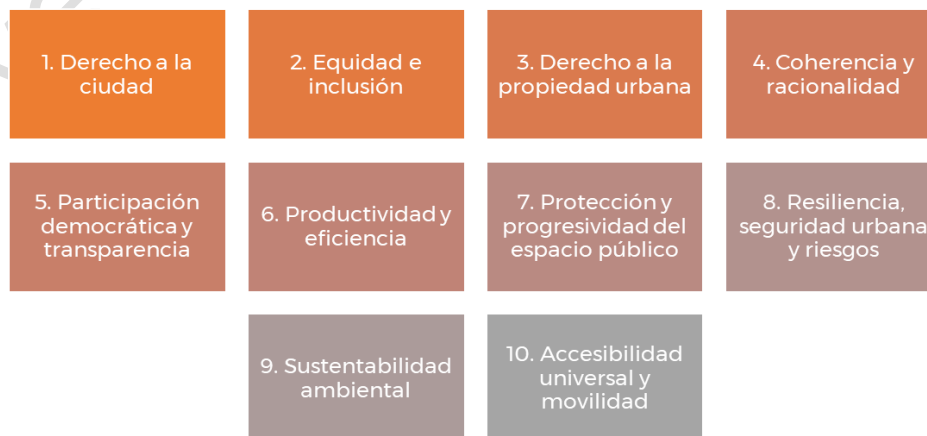 1. Derecho a la
ciudad
2. Equidad e
inclusión
3. Derecho a la
propiedad urbana
4. Coherencia y
racionalidad
5. Participación
democrática y
transparencia
6. Productividad y
eficiencia
7. Protección y
progresividad del
espacio público
8. Resiliencia,
seguridad urbana
y riesgos
9. Sustentabilidad
ambiental
10. Accesibilidad
universal y
movilidad